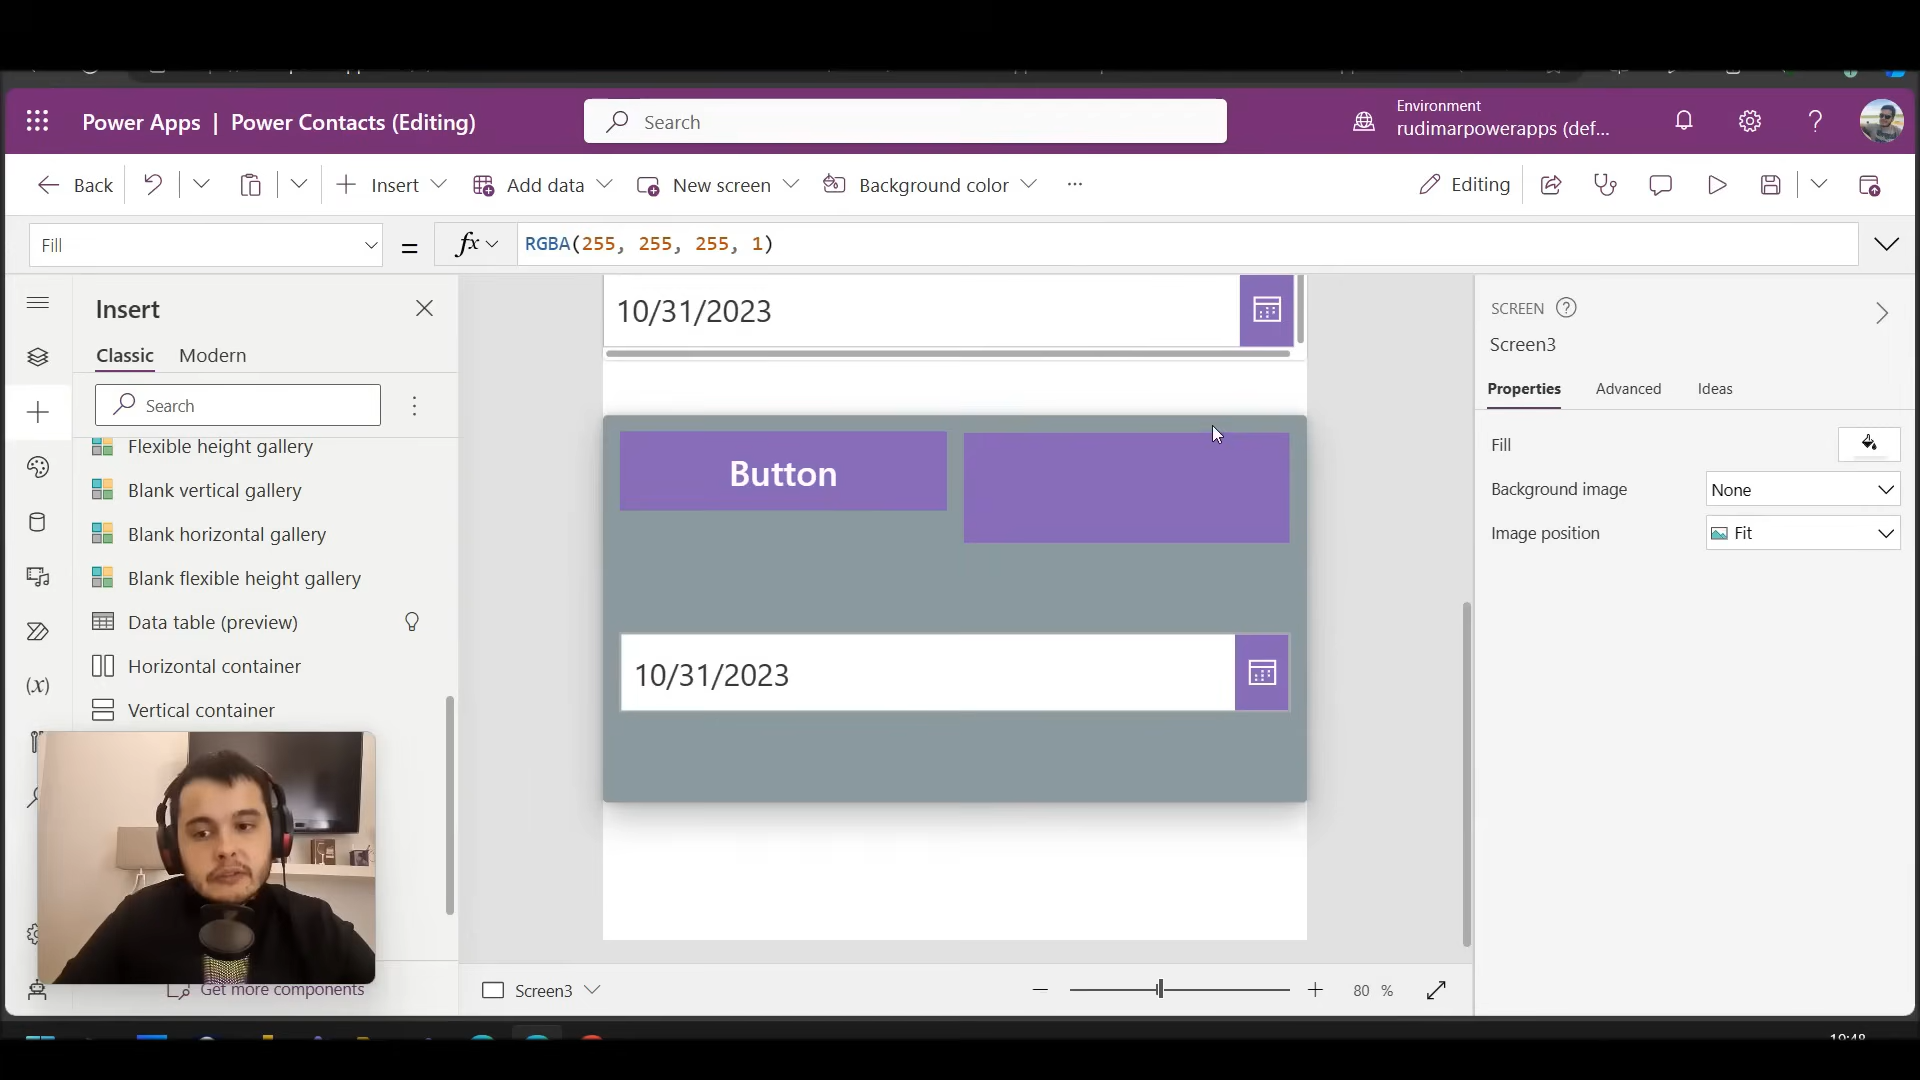 Power Apps | Power Contacts (Editing)
Search
Environment
rudimarpowerapps (def...
Back
Insert
Add data
New screen
Background color
...
Editing
Fill
=
fx
RGBA(255, 255, 255, 1)
Insert
Classic
Modern
Search
Flexible height gallery
Blank vertical gallery
Blank horizontal gallery
Blank flexible height gallery
Data table (preview)
Horizontal container
Vertical container
Get more components
10/31/2023
Button
10/31/2023
Screen3
80 %
SCREEN
Screen3
Properties
Advanced
Ideas
Fill
Background image
None
Image position
Fit
(x)